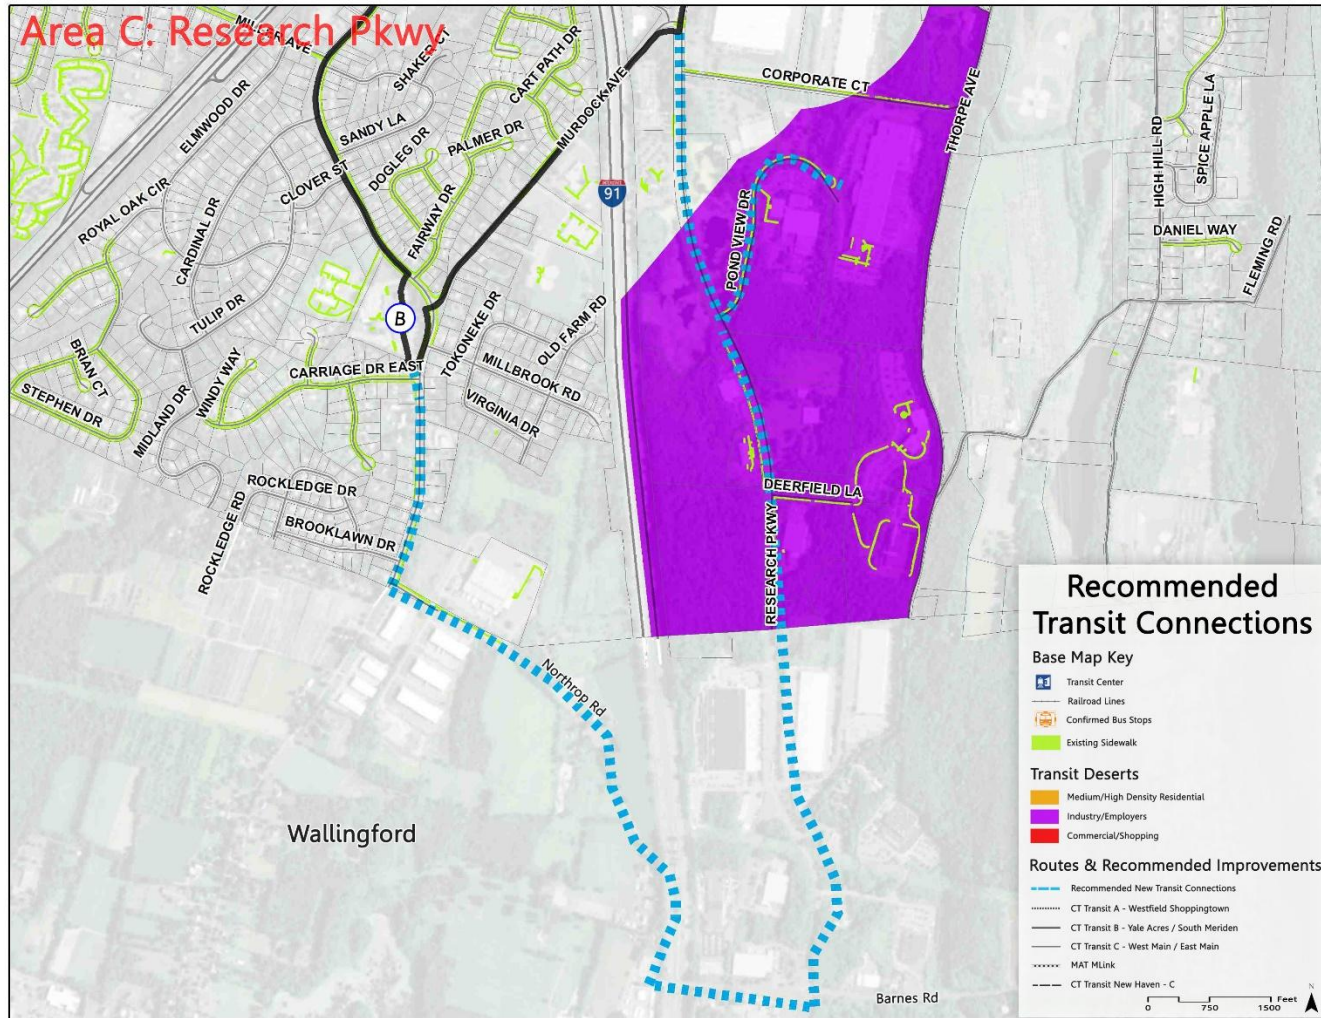 Area C: Research Pkwy
MILLER AVE
SHAKER CT
CART PATH DR
ELMWOOD DR
SANDY LA
DOGLEG DR
PALMER DR
MURDOCK AVE
CLOVER ST
ROYAL OAK CIR
CARDINAL DR
FAIRWAY DR
TULIP DR
B
INTERSTATE
91
CORPORATE CT
THORPE AVE
POND VIEW DR
HIGH HILL RD
SPICE APPLE LA
DANIEL WAY
FLEMING RD
TOKONEKE DR
OLD FARM RD
MILLBROOK RD
VIRGINIA DR
CARRIAGE DR EAST
BRIAN CT
STEPHEN DR
MIDLAND DR
WINDY WAY
ROCKLEDGE DR
BROOKLAWN DR
ROCKLEDGE RD
DEERFIELD LA
RESEARCH PKWY
Northrop Rd
Wallingford
Barnes Rd
Recommended
Transit Connections
Base Map Key
Transit Center
Railroad Lines
Confirmed Bus Stops
Existing Sidewalk
Transit Deserts
Medium/High Density Residential
Industry/Employers
Commercial/Shopping
Routes & Recommended Improvements
Recommended New Transit Connections
CT Transit A - Westfield Shoppingtown
CT Transit B - Yale Acres / South Meriden
CT Transit C - West Main / East Main
MAT MLink
CT Transit New Haven - C
N
Feet
0 750 1500